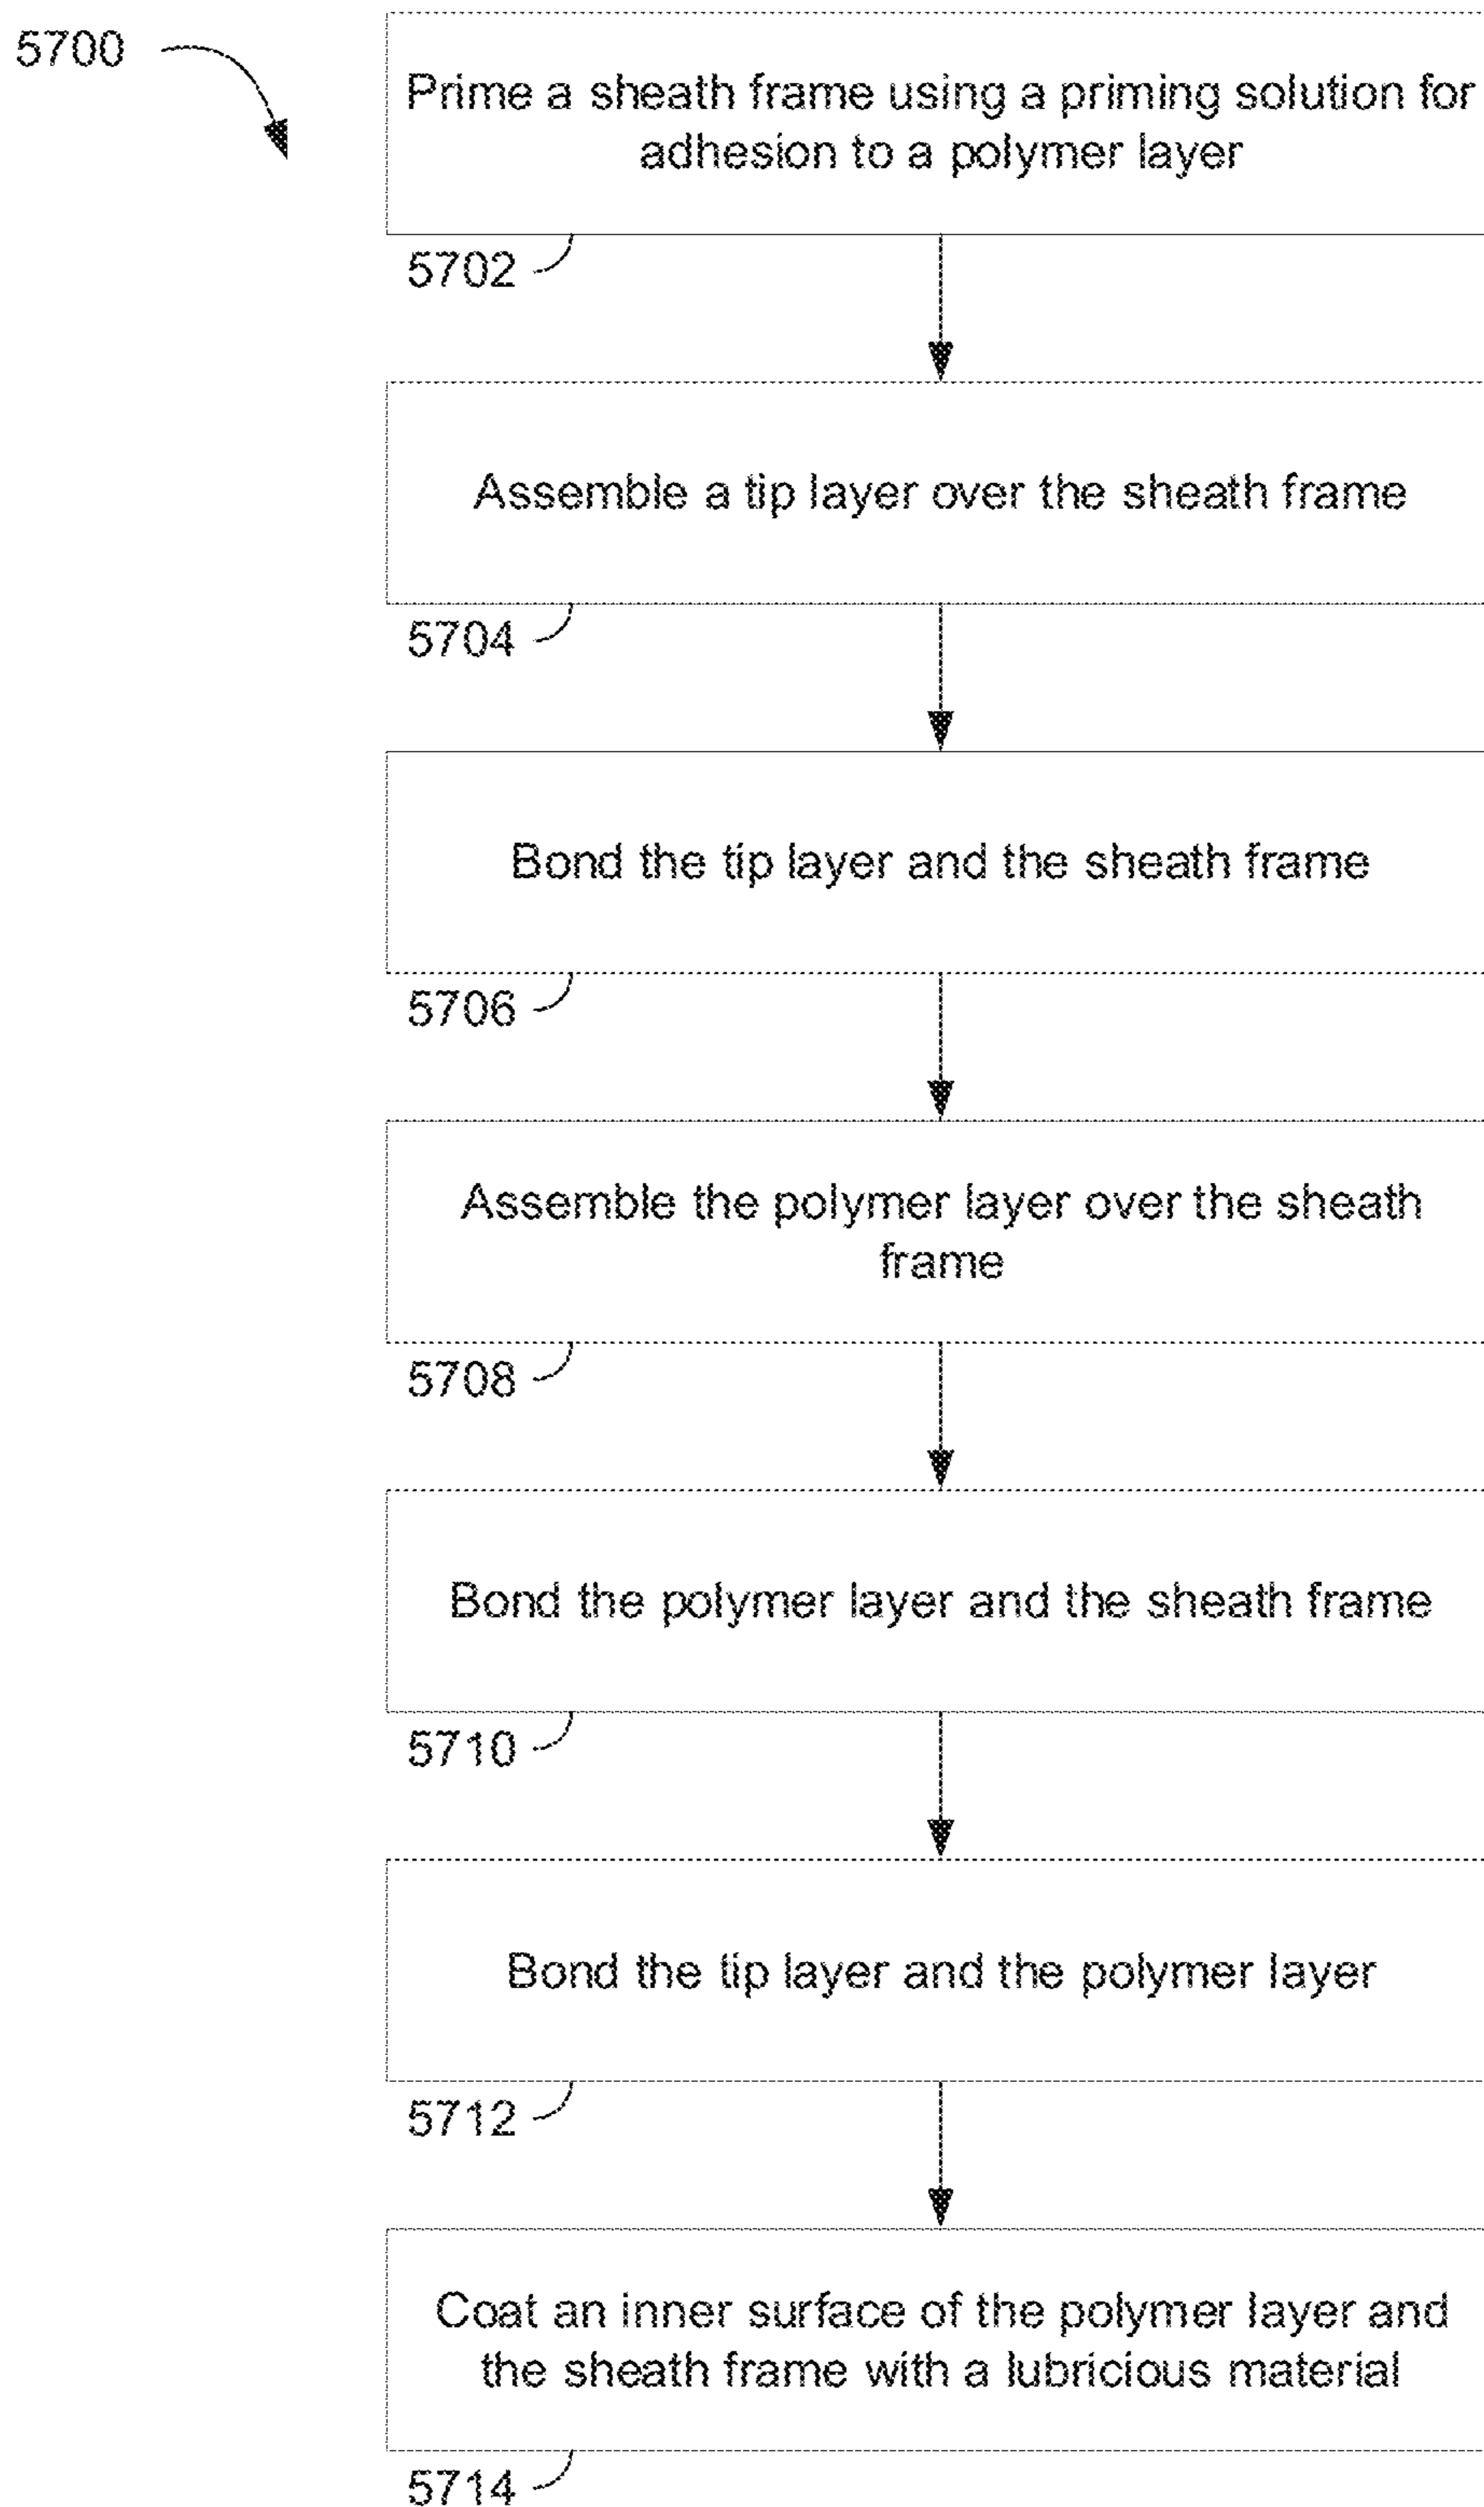 5700
Prime a sheath frame using a priming solution for
adhesion to a polymer layer
5702
Assemble a tip layer over the sheath frame
5704
Bond the tip layer and the sheath frame
5706
Assemble the polymer layer over the sheath
frame
5708
Bond the polymer layer and the sheath frame
5710
Bond the tip layer and the polymer layer
5712
Coat an inner surface of the polymer layer and
the sheath frame with a lubricious material
5714